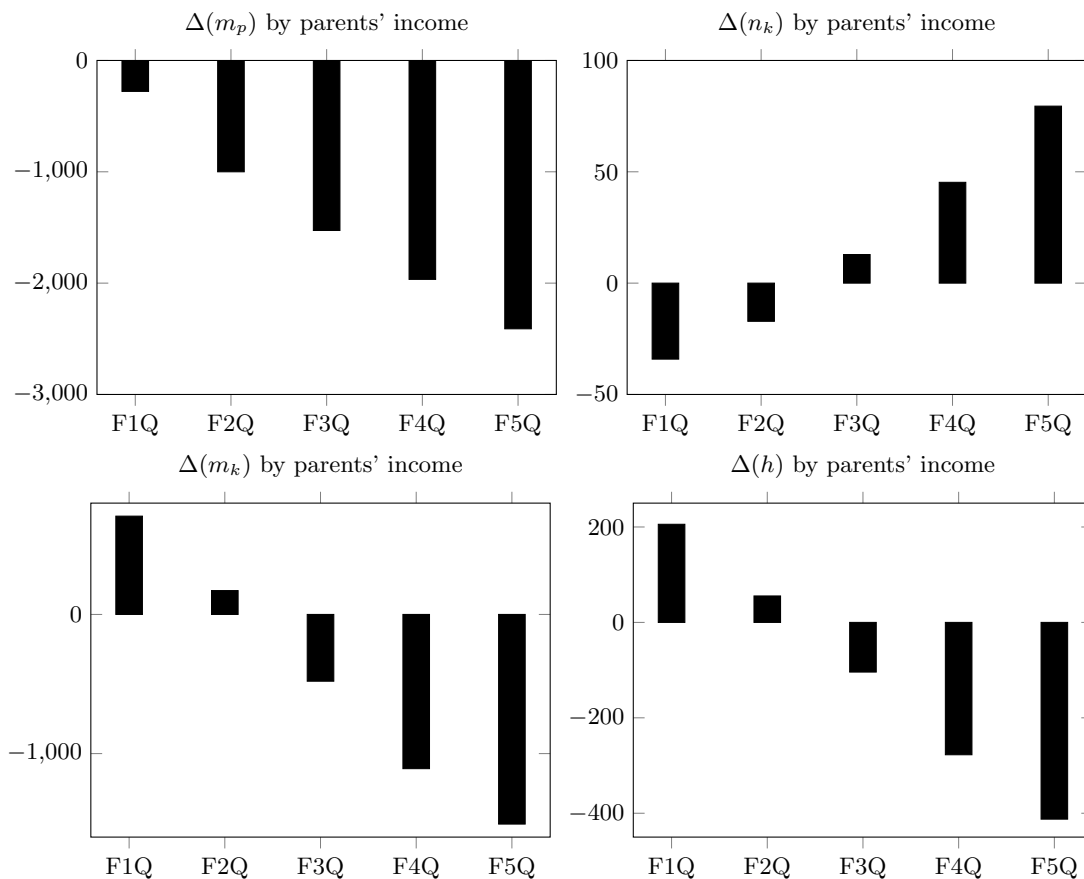 Δ(m_p) by parents’ income
0
−1,000
−2,000
−3,000
F1Q F2Q F3Q F4Q F5Q
Δ(n_k) by parents’ income
100
50
0
−50
F1Q F2Q F3Q F4Q F5Q
Δ(m_k) by parents’ income
0
−1,000
F1Q F2Q F3Q F4Q F5Q
Δ(h) by parents’ income
200
0
−200
−400
F1Q F2Q F3Q F4Q F5Q